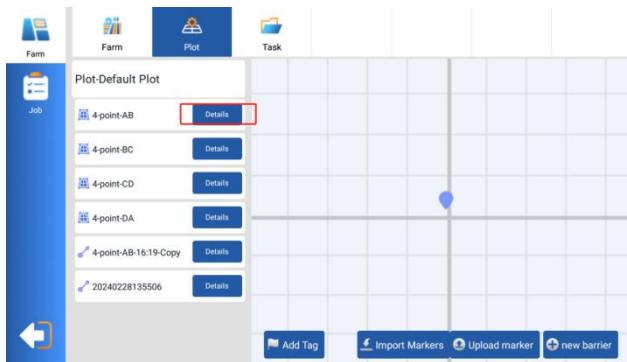 Farm
Farm
Plot
Task
Job
Plot-Default Plot
4-point-AB
Details
4-point-BC
Details
4-point-CD
Details
4-point-DA
Details
4-point-AB-16:19-Copy
Details
20240228135506
Details
Add Tag
Import Markers
Upload marker
new barrier